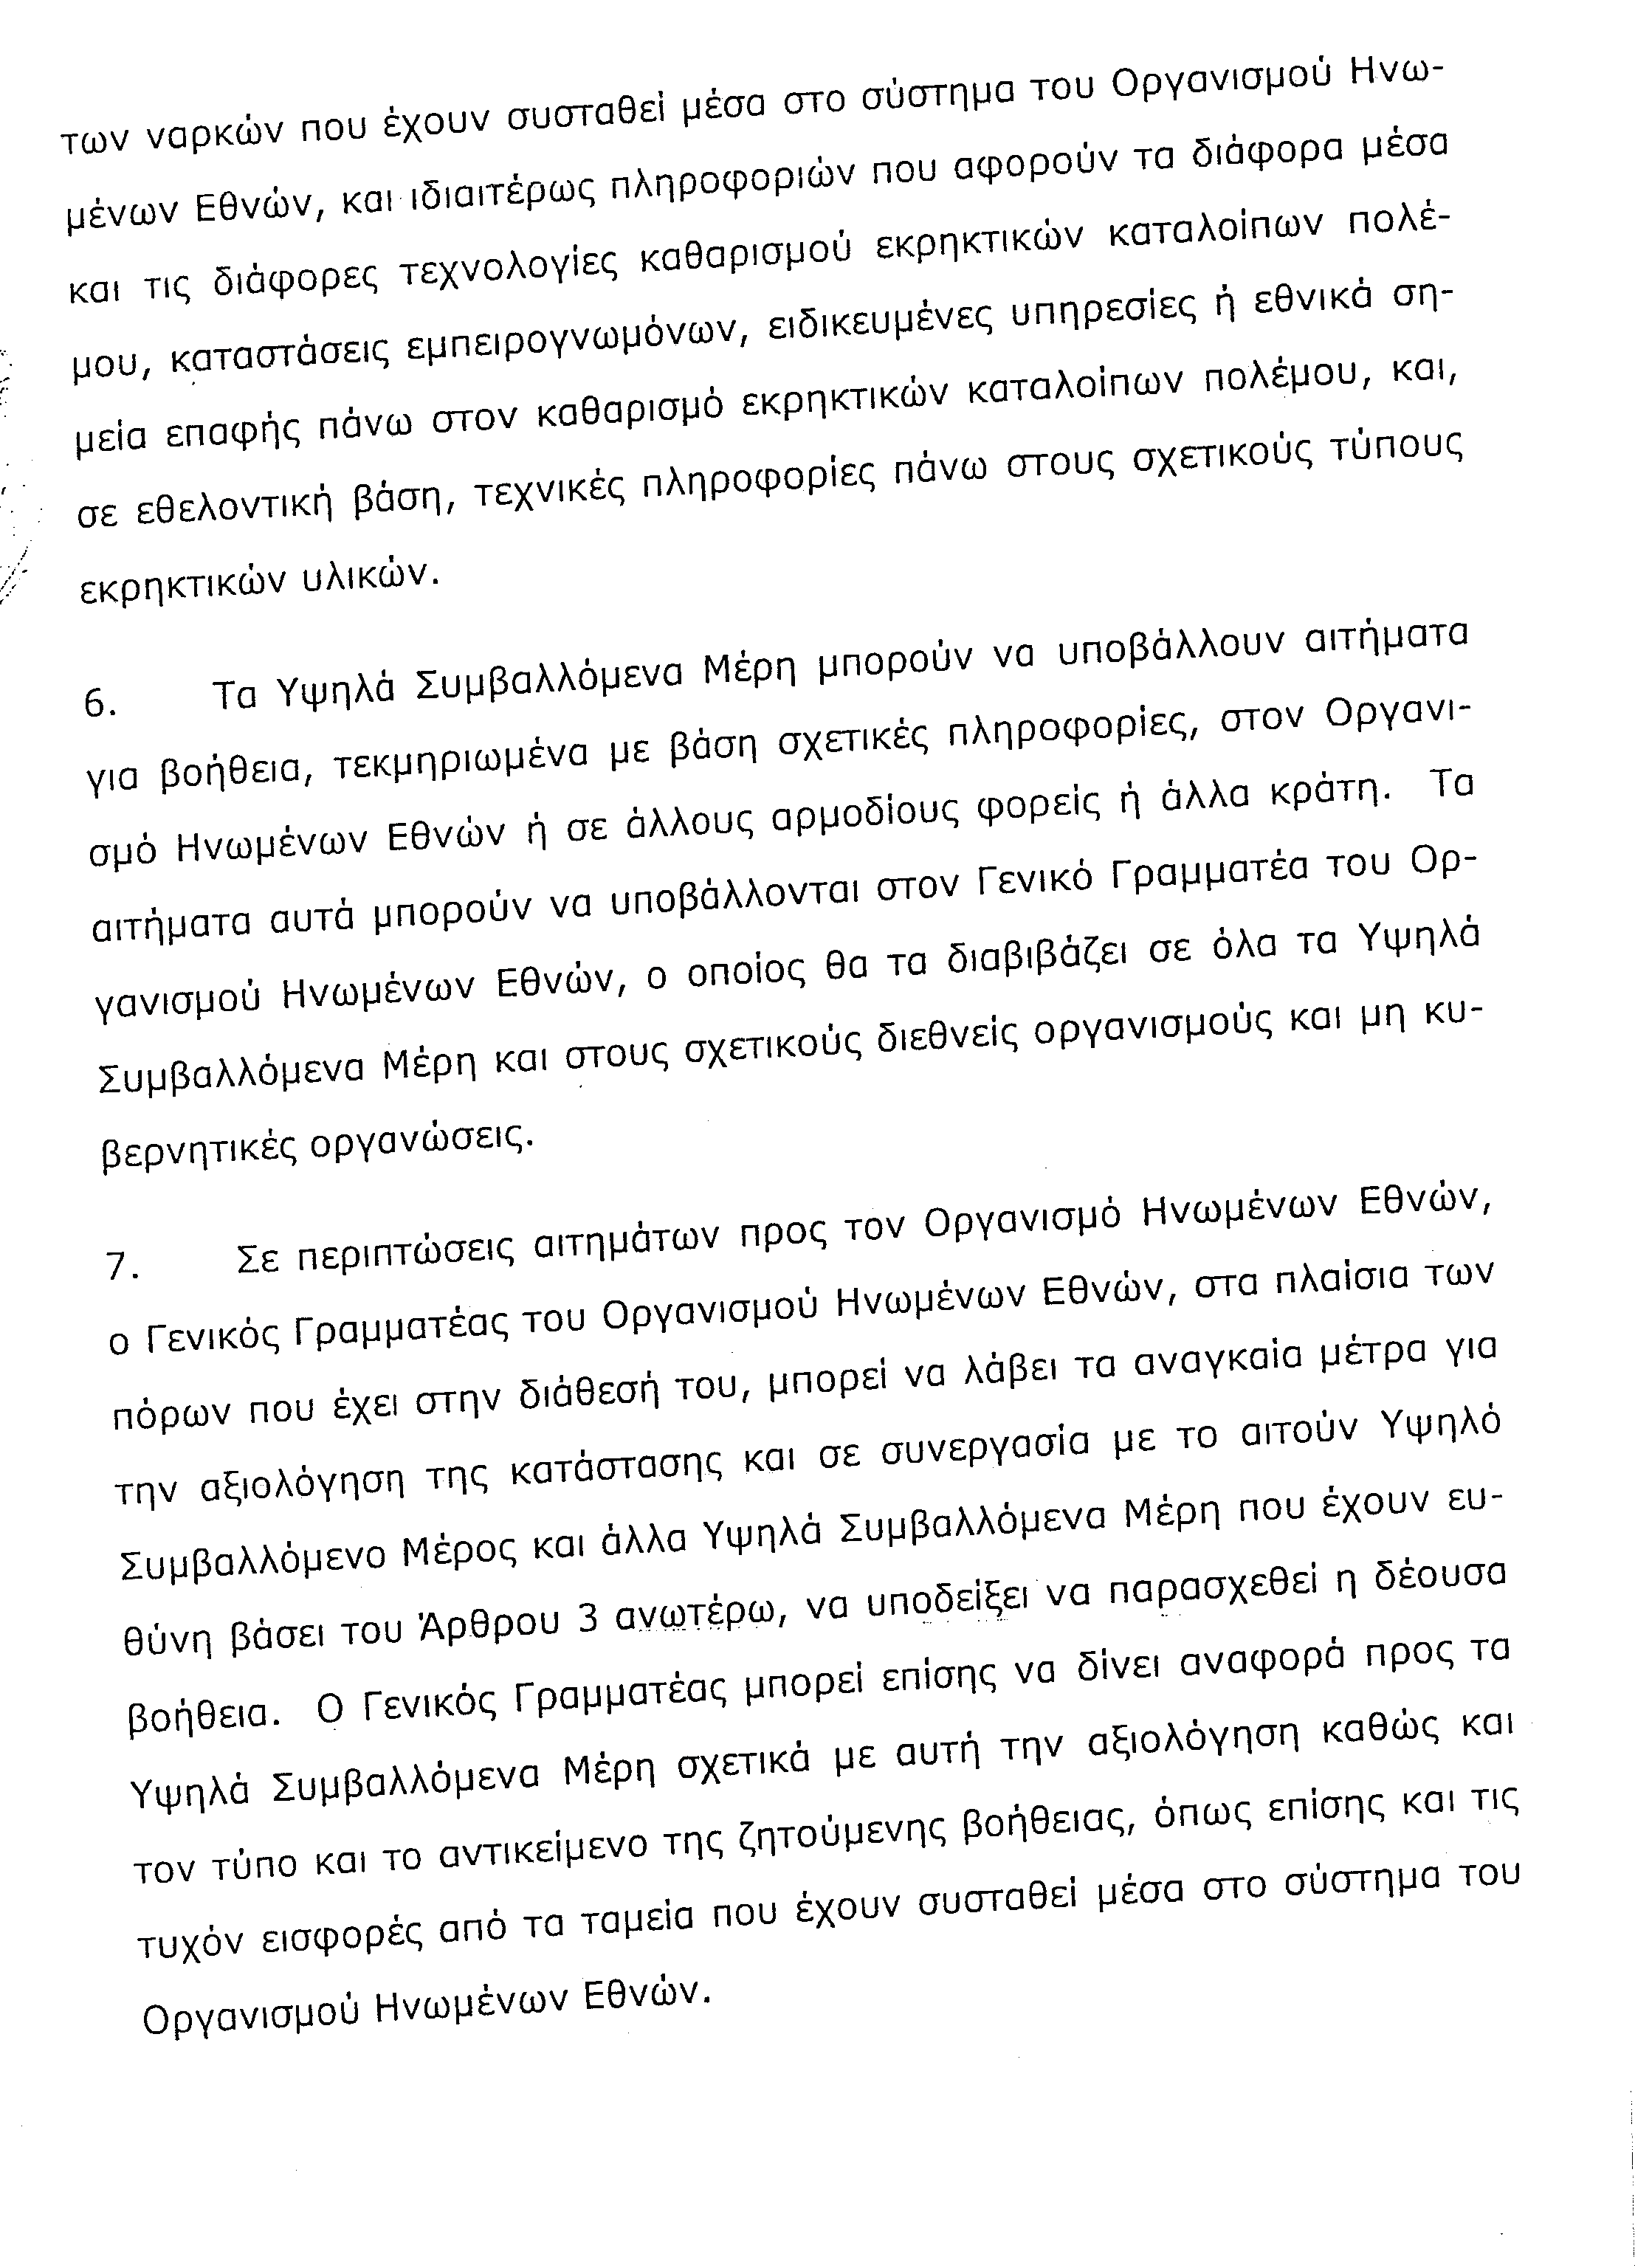 των ναρκών που έχουν συσταθεί μέσα στο σύστημα του Οργανισμού Ηνω-
μένων Εθνών, και ιδιαιτέρως πληροφοριών που αφορούν τα διάφορα μέσα
και τις διάφορες τεχνολογίες καθαρισμού εκρηκτικών καταλοίπων πολέ-
μου, καταστάσεις εμπειρογνωμόνων, ειδικευμένες υπηρεσίες ή εθνικά ση-
μεία επαφής πάνω στον καθαρισμό εκρηκτικών καταλοίπων πολέμου, και,
σε εθελοντική βάση, τεχνικές πληροφορίες πάνω στους σχετικούς τύπους
εκρηκτικών υλικών.
6. Τα Υψηλά Συμβαλλόμενα Μέρη μπορούν να υποβάλλουν αιτήματα
για βοήθεια, τεκμηριωμένα με βάση σχετικές πληροφορίες, στον Οργανι-
σμό Ηνωμένων Εθνών ή σε άλλους αρμοδίους φορείς ή άλλα κράτη. Τα
αιτήματα αυτά μπορούν να υποβάλλονται στον Γενικό Γραμματέα του Ορ-
γανισμού Ηνωμένων Εθνών, ο οποίος θα τα διαβιβάζει σε όλα τα Υψηλά
Συμβαλλόμενα Μέρη και στους σχετικούς διεθνείς οργανισμούς και μη κυ-
βερνητικές οργανώσεις.
7. Σε περιπτώσεις αιτημάτων προς τον Οργανισμό Ηνωμένων Εθνών,
ο Γενικός Γραμματέας του Οργανισμού Ηνωμένων Εθνών, στα πλαίσια των
πόρων που έχει στην διάθεσή του, μπορεί να λάβει τα αναγκαία μέτρα για
την αξιολόγηση της κατάστασης και σε συνεργασία με το αιτούν Υψηλό
Συμβαλλόμενο Μέρος και άλλα Υψηλά Συμβαλλόμενα Μέρη που έχουν ευ-
θύνη βάσει του Άρθρου 3 ανωτέρω, να υποδείξει να παρασχεθεί η δέουσα
βοήθεια. Ο Γενικός Γραμματέας μπορεί επίσης να δίνει αναφορά προς τα
Υψηλά Συμβαλλόμενα Μέρη σχετικά με αυτή την αξιολόγηση καθώς και
τον τύπο και το αντικείμενο της ζητούμενης βοήθειας, όπως επίσης και τις
τυχόν εισφορές από τα ταμεία που έχουν συσταθεί μέσα στο σύστημα του
Οργανισμού Ηνωμένων Εθνών.